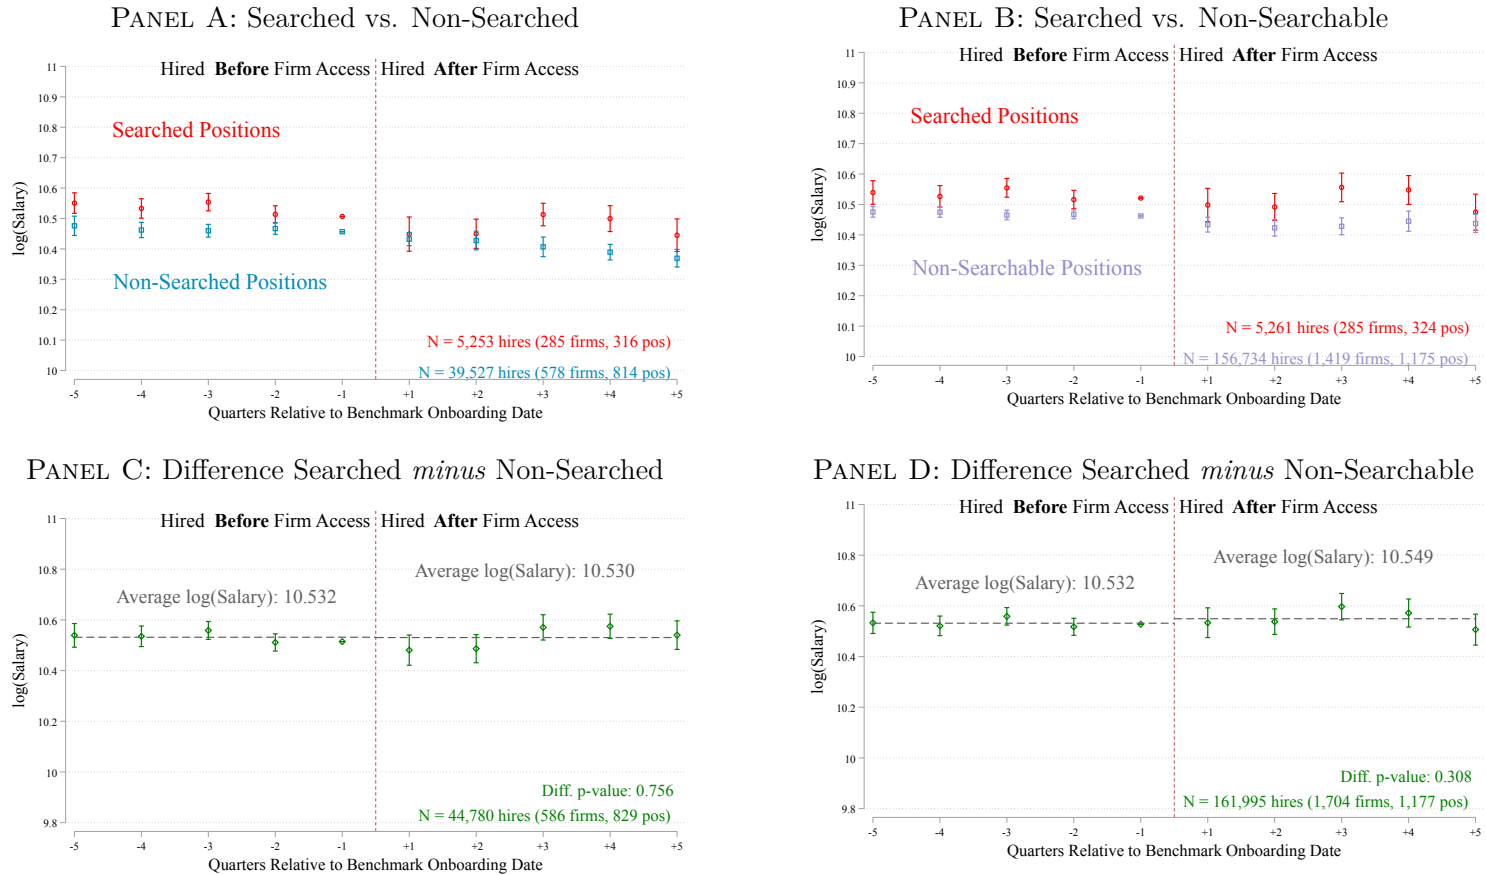 PANEL A: Searched vs. Non-Searched
Hired Before Firm Access Hired After Firm Access
Searched Positions
Non-Searched Positions
N = 5,253 hires (285 firms, 316 pos)
N = 39,527 hires (578 firms, 814 pos)
log(Salary)
11
10.9
10.8
10.7
10.6
10.5
10.4
10.3
10.2
10.1
10
-5 -4 -3 -2 -1 +1 +2 +3 +4 +5
Quarters Relative to Benchmark Onboarding Date
PANEL B: Searched vs. Non-Searchable
Hired Before Firm Access Hired After Firm Access
Searched Positions
Non-Searchable Positions
N = 5,261 hires (285 firms, 324 pos)
N = 156,734 hires (1,419 firms, 1,175 pos)
log(Salary)
11
10.9
10.8
10.7
10.6
10.5
10.4
10.3
10.2
10.1
10
-5 -4 -3 -2 -1 +1 +2 +3 +4 +5
Quarters Relative to Benchmark Onboarding Date
PANEL C: Difference Searched minus Non-Searched
Hired Before Firm Access Hired After Firm Access
Average log(Salary): 10.530
Average log(Salary): 10.532
Diff. p-value: 0.756
N = 44,780 hires (586 firms, 829 pos)
log(Salary)
11
10.8
10.6
10.4
10.2
10
9.8
-5 -4 -3 -2 -1 +1 +2 +3 +4 +5
Quarters Relative to Benchmark Onboarding Date
PANEL D: Difference Searched minus Non-Searchable
Hired Before Firm Access Hired After Firm Access
Average log(Salary): 10.549
Average log(Salary): 10.532
Diff. p-value: 0.308
N = 161,995 hires (1,704 firms, 1,177 pos)
log(Salary)
11
10.8
10.6
10.4
10.2
10
9.8
-5 -4 -3 -2 -1 +1 +2 +3 +4 +5
Quarters Relative to Benchmark Onboarding Date